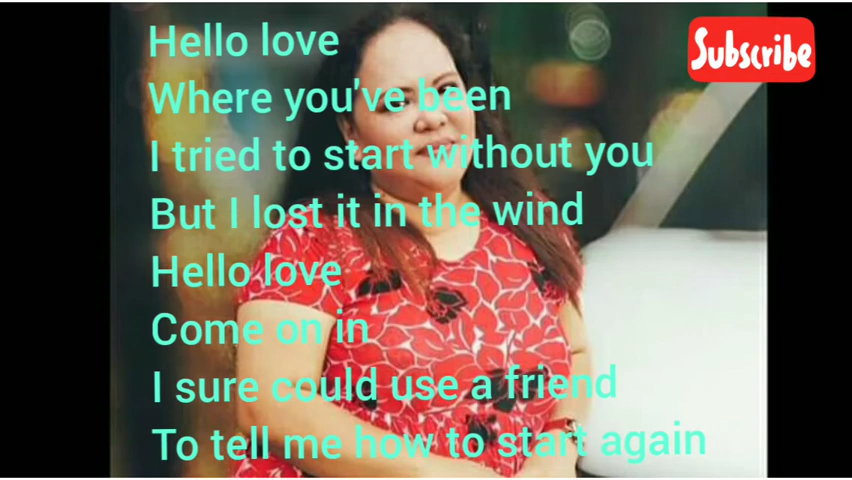 Hello love
Subscribe
Where you've been
I tried to start without you
But I lost it in the wind
Hello love
Come on in
I sure could use a friend
To tell me how to start again